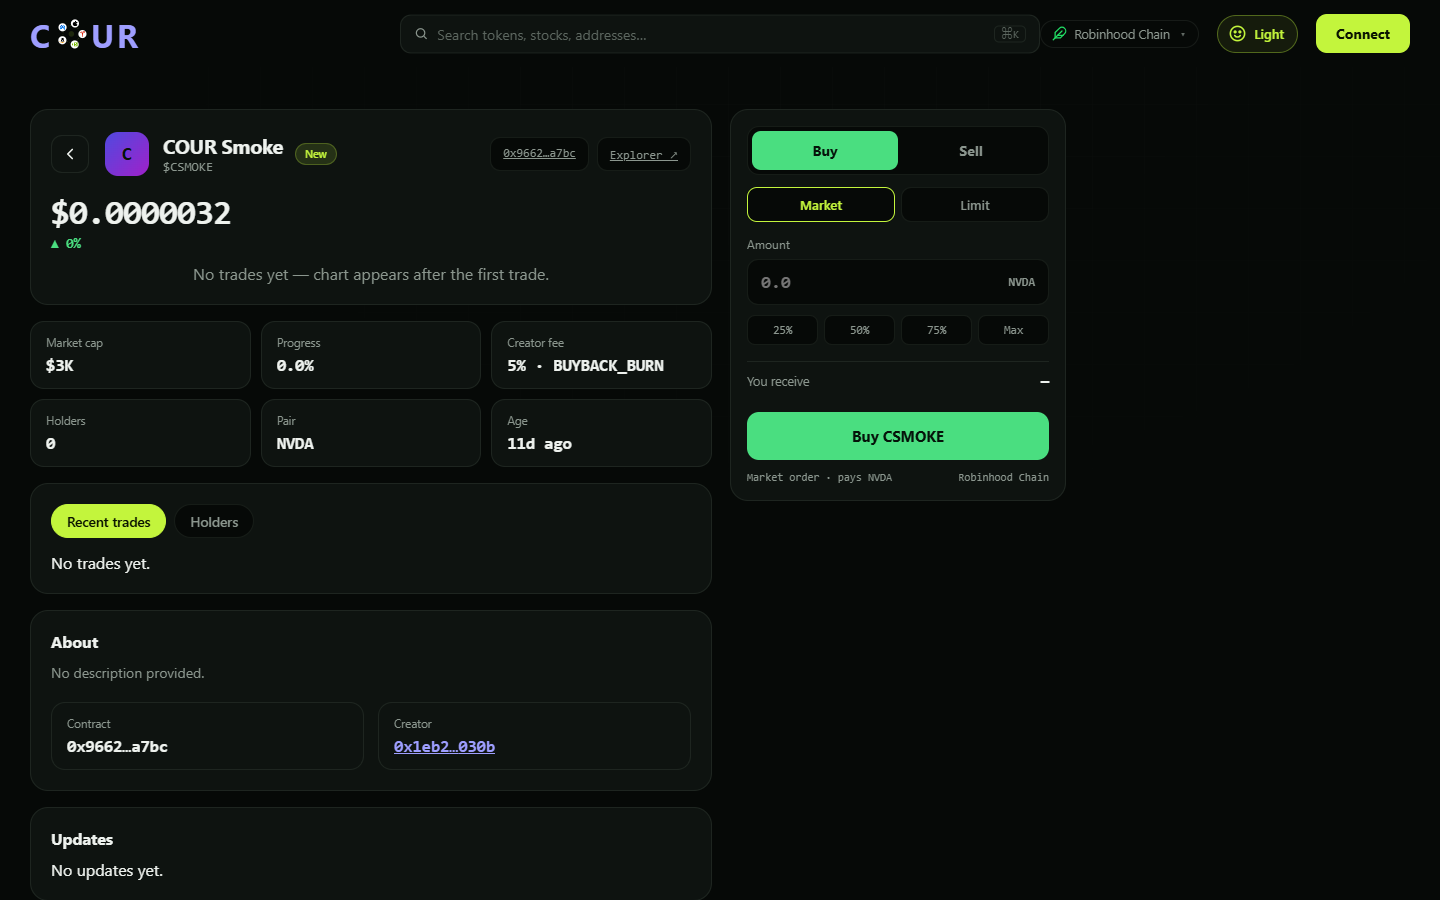 COUR
Search tokens, stocks, addresses...
⌘K
Robinhood Chain
Light
Connect
C
COUR Smoke
New
$CSMOKE
0x9662…a7bc
Explorer ↗
$0.0000032
▲ 0%
No trades yet — chart appears after the first trade.
Market cap
$3K
Progress
0.0%
Creator fee
5% · BUYBACK_BURN
Holders
0
Pair
NVDA
Age
11d ago
Recent trades
Holders
No trades yet.
About
No description provided.
Contract
0x9662…a7bc
Creator
0x1eb2…030b
Updates
No updates yet.
Buy
Sell
Market
Limit
Amount
0.0
NVDA
25%
50%
75%
Max
You receive
—
Buy CSMOKE
Market order · pays NVDA
Robinhood Chain